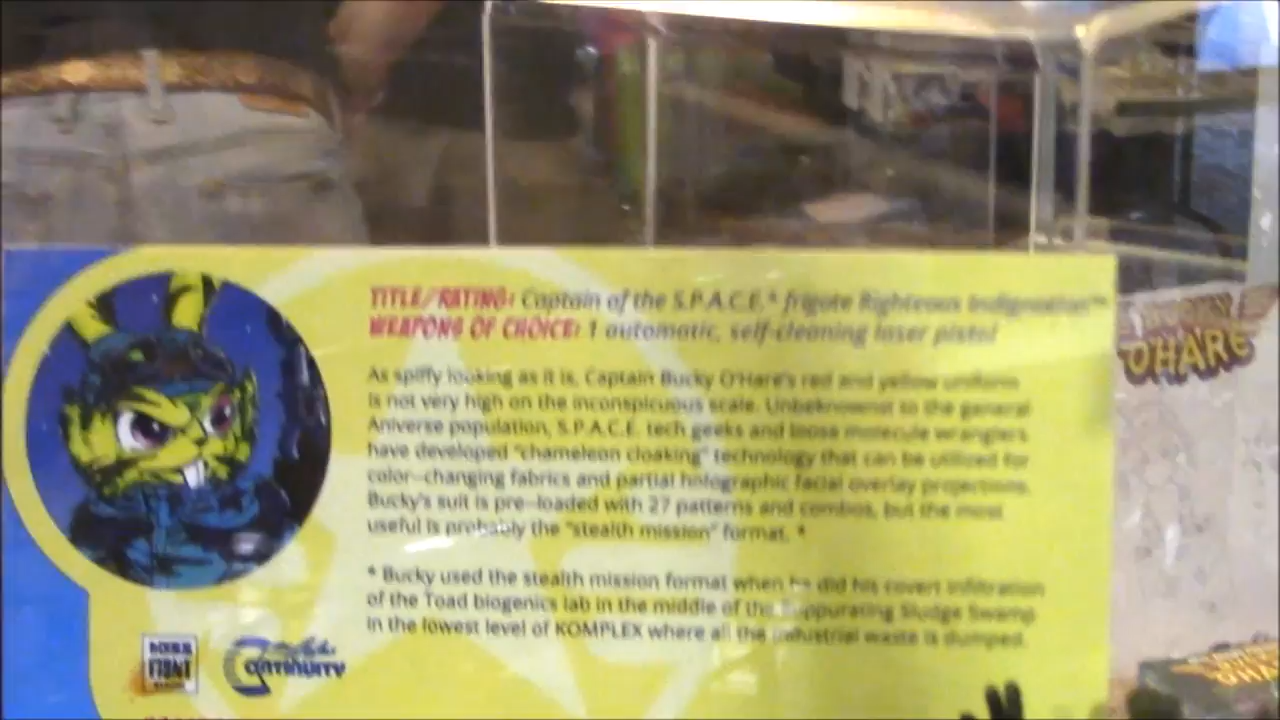 TITLE/RATING: Captain of the S.P.A.C.E.* frigate Righteous Indignation™
WEAPONS OF CHOICE: 1 automatic, self-cleaning laser pistol
As spiffy looking as it is, Captain Bucky O'Hare's red and yellow uniform
is not very high on the inconspicuous scale. Unbeknownst to the general
Aniverse population, S.P.A.C.E. tech geeks and loose molecule wranglers
have developed "chameleon cloaking" technology that can be utilized for
color-changing fabrics and partial holographic facial overlay projections.
Bucky's suit is pre-loaded with 27 patterns and combos, but the most
useful is probably the "stealth mission" format. *
* Bucky used the stealth mission format when he did his covert infiltration
of the Toad biogenics lab in the middle of the Suppurating Sludge Swamp
in the lowest level of KOMPLEX where all the industrial waste is dumped.
BOSS FIGHT
CONTINUITY
BUCKY
O'HARE